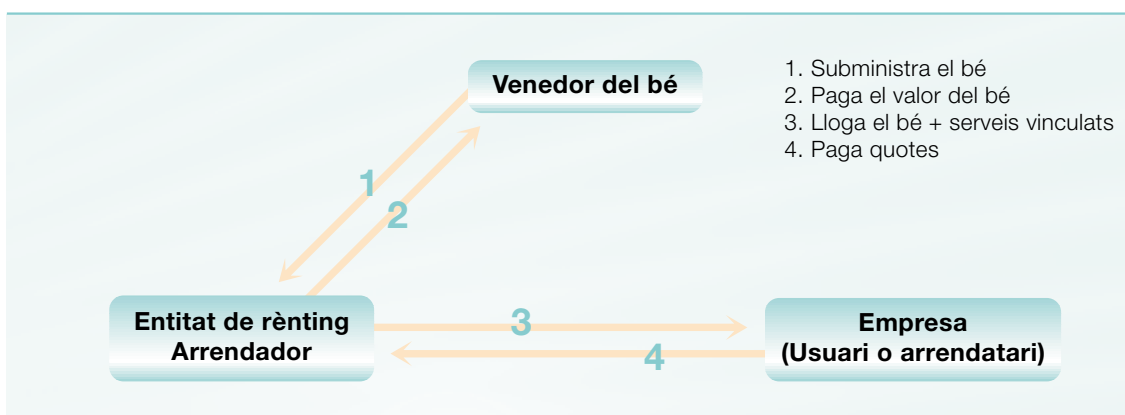 Venedor del bé
1. Subministra el bé
2. Paga el valor del bé
3. Lloga el bé + serveis vinculats
4. Paga quotes
1
2
Entitat de rènting
Arrendador
3
4
Empresa
(Usuari o arrendatari)